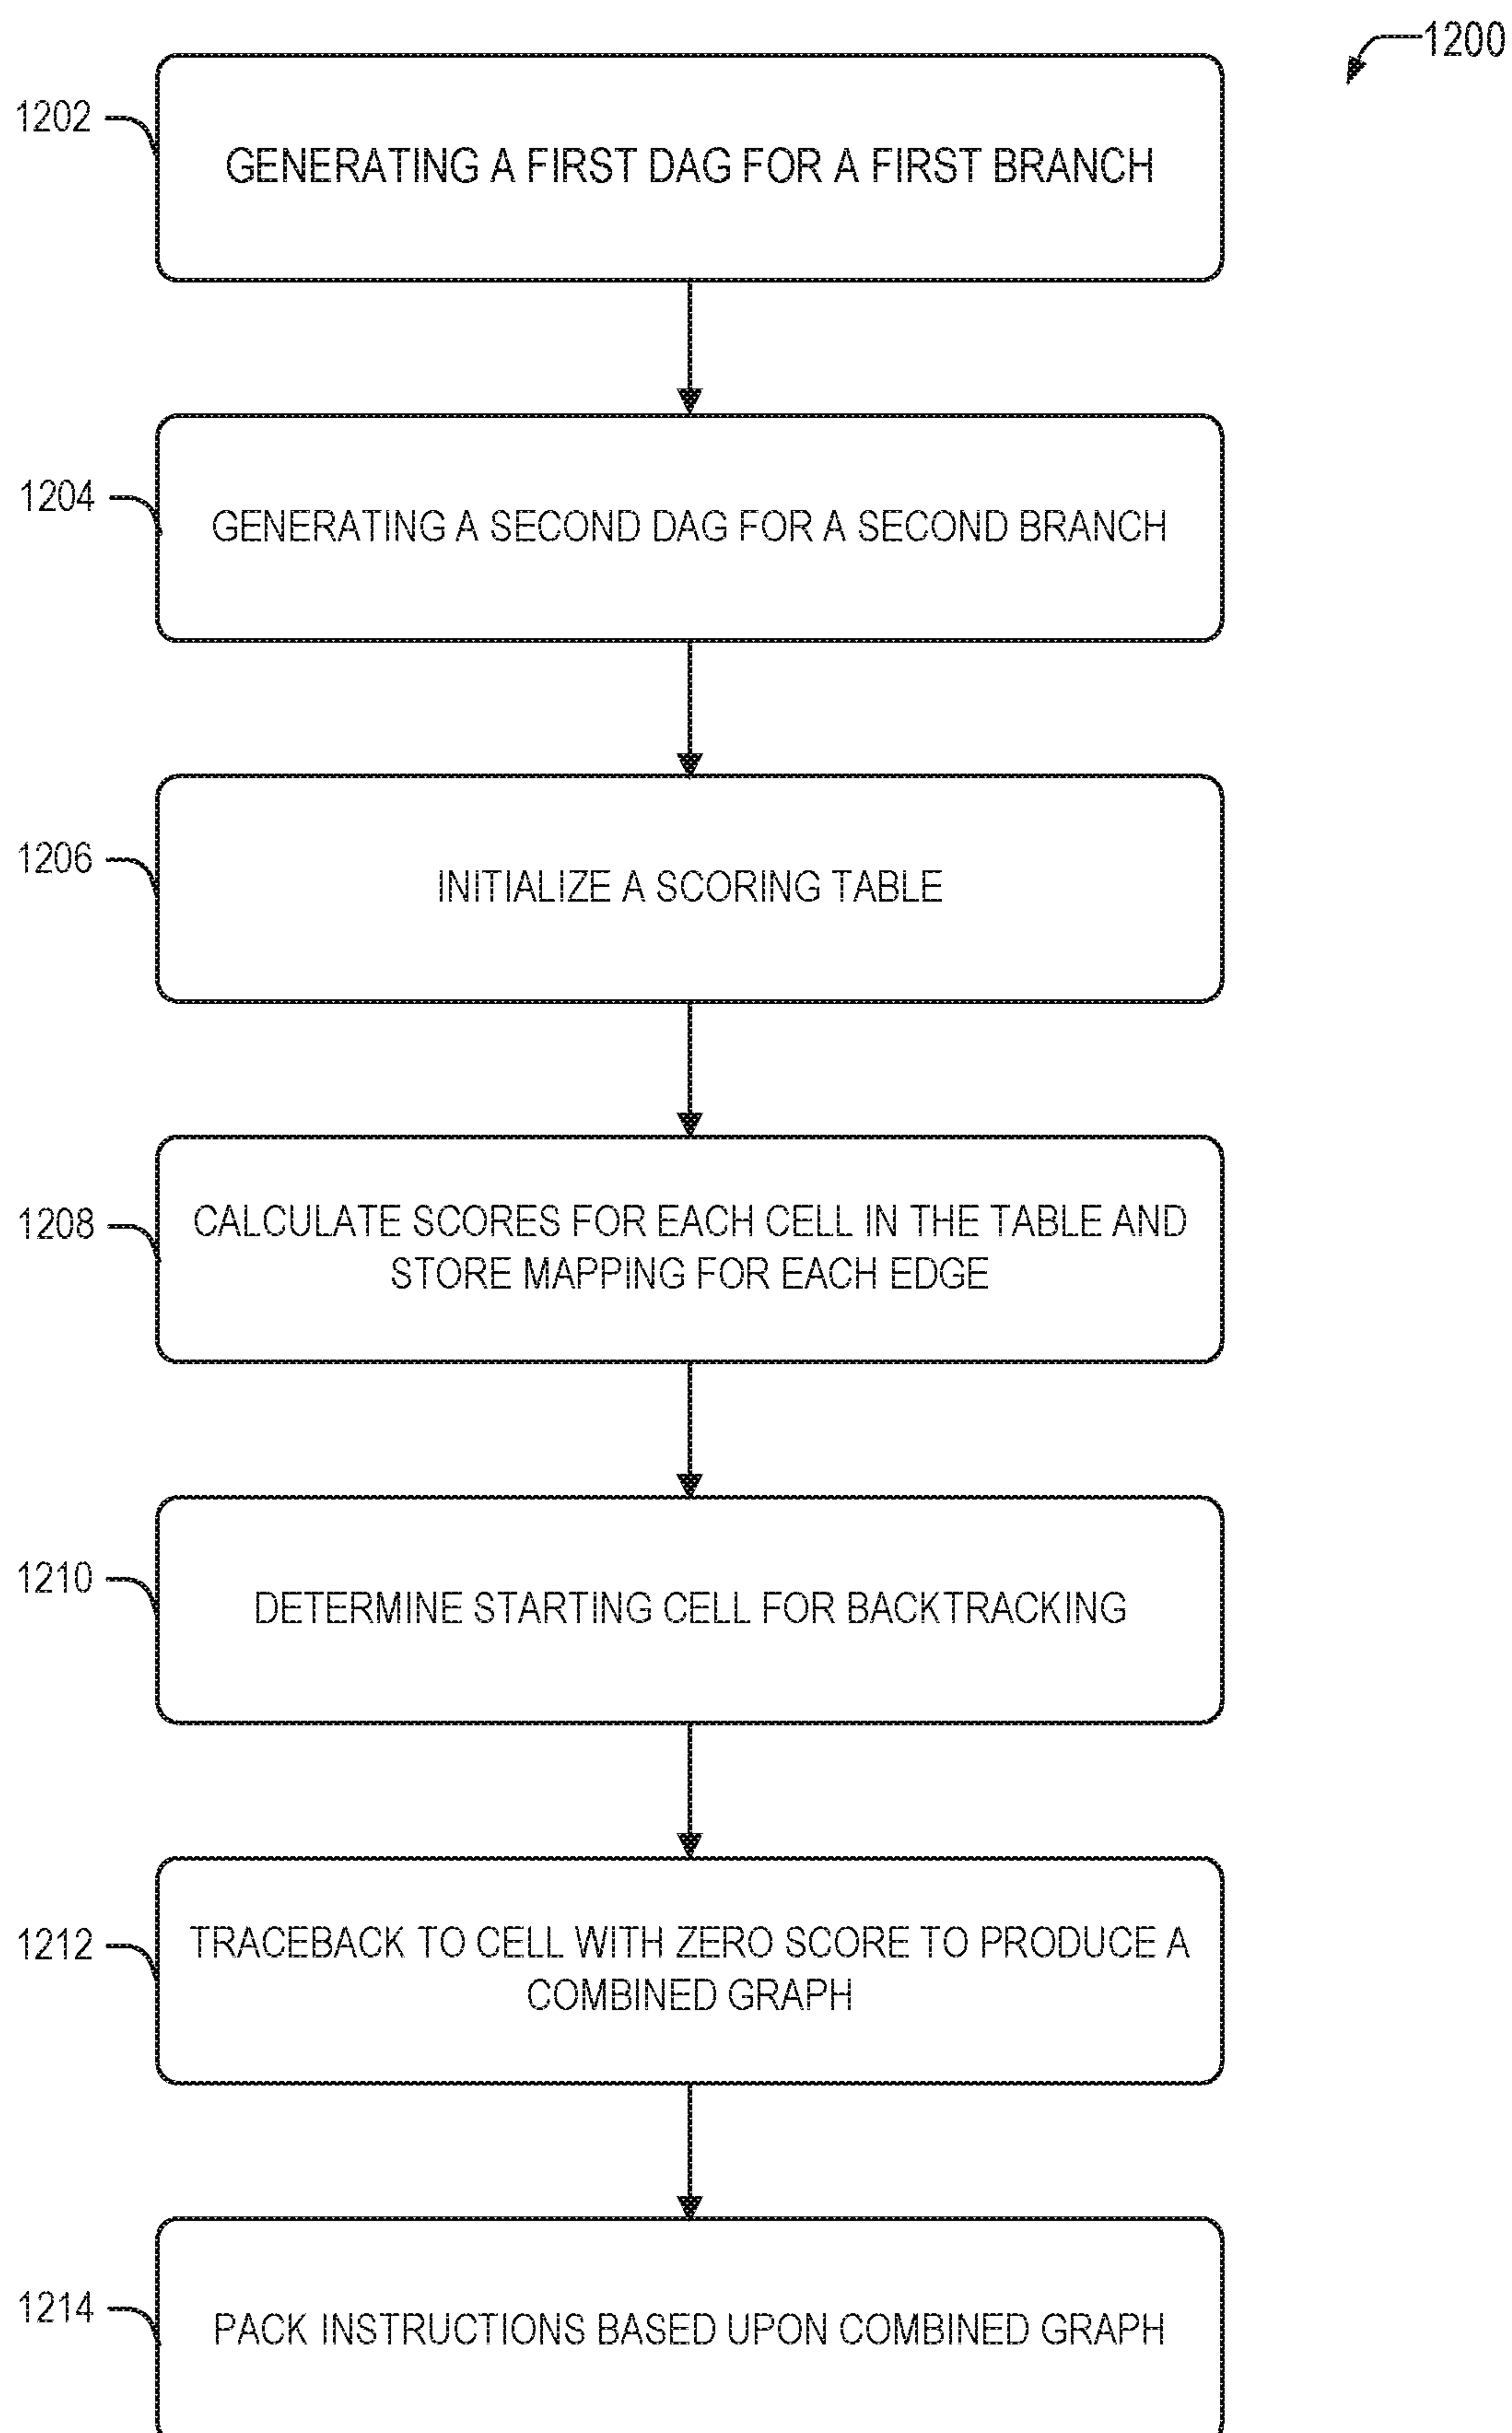 1200
1202
GENERATING A FIRST DAG FOR A FIRST BRANCH
1204
GENERATING A SECOND DAG FOR A SECOND BRANCH
1206
INITIALIZE A SCORING TABLE
1208
CALCULATE SCORES FOR EACH CELL IN THE TABLE AND
STORE MAPPING FOR EACH EDGE
1210
DETERMINE STARTING CELL FOR BACKTRACKING
1212
TRACEBACK TO CELL WITH ZERO SCORE TO PRODUCE A
COMBINED GRAPH
1214
PACK INSTRUCTIONS BASED UPON COMBINED GRAPH